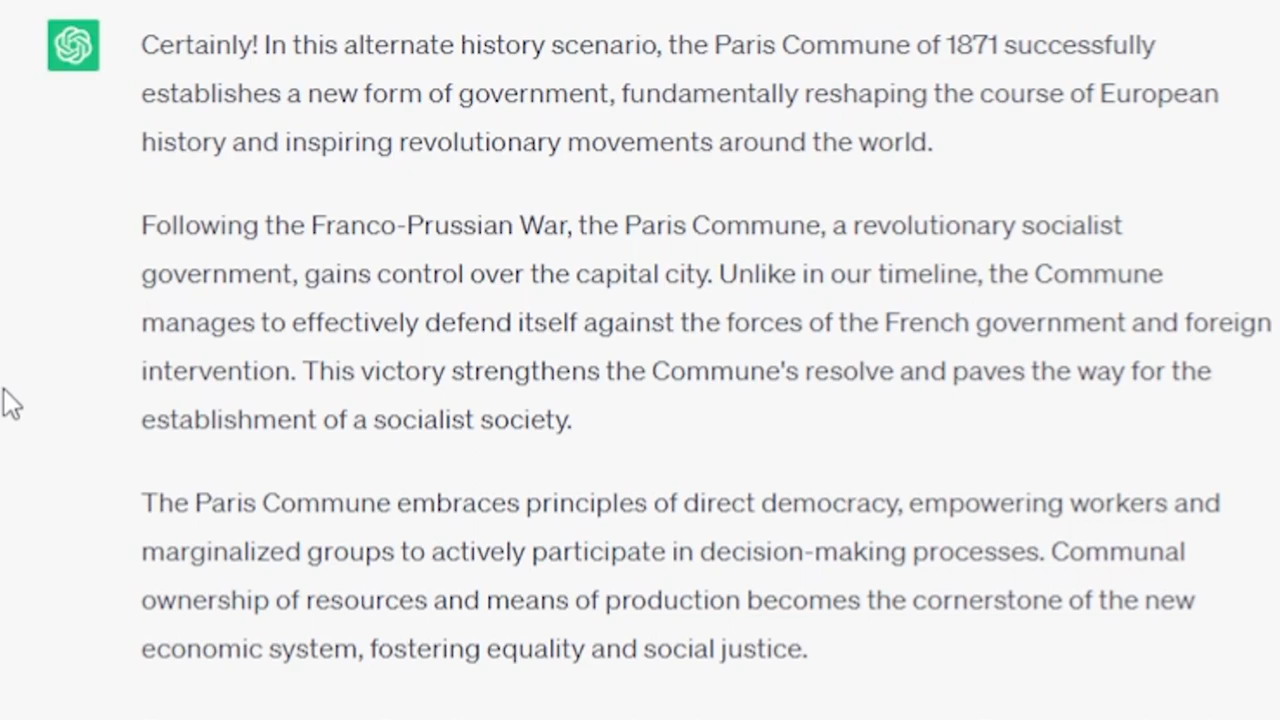 Certainly! In this alternate history scenario, the Paris Commune of 1871 successfully
establishes a new form of government, fundamentally reshaping the course of European
history and inspiring revolutionary movements around the world.
Following the Franco-Prussian War, the Paris Commune, a revolutionary socialist
government, gains control over the capital city. Unlike in our timeline, the Commune
manages to effectively defend itself against the forces of the French government and foreign
intervention. This victory strengthens the Commune's resolve and paves the way for the
establishment of a socialist society.
The Paris Commune embraces principles of direct democracy, empowering workers and
marginalized groups to actively participate in decision-making processes. Communal
ownership of resources and means of production becomes the cornerstone of the new
economic system, fostering equality and social justice.